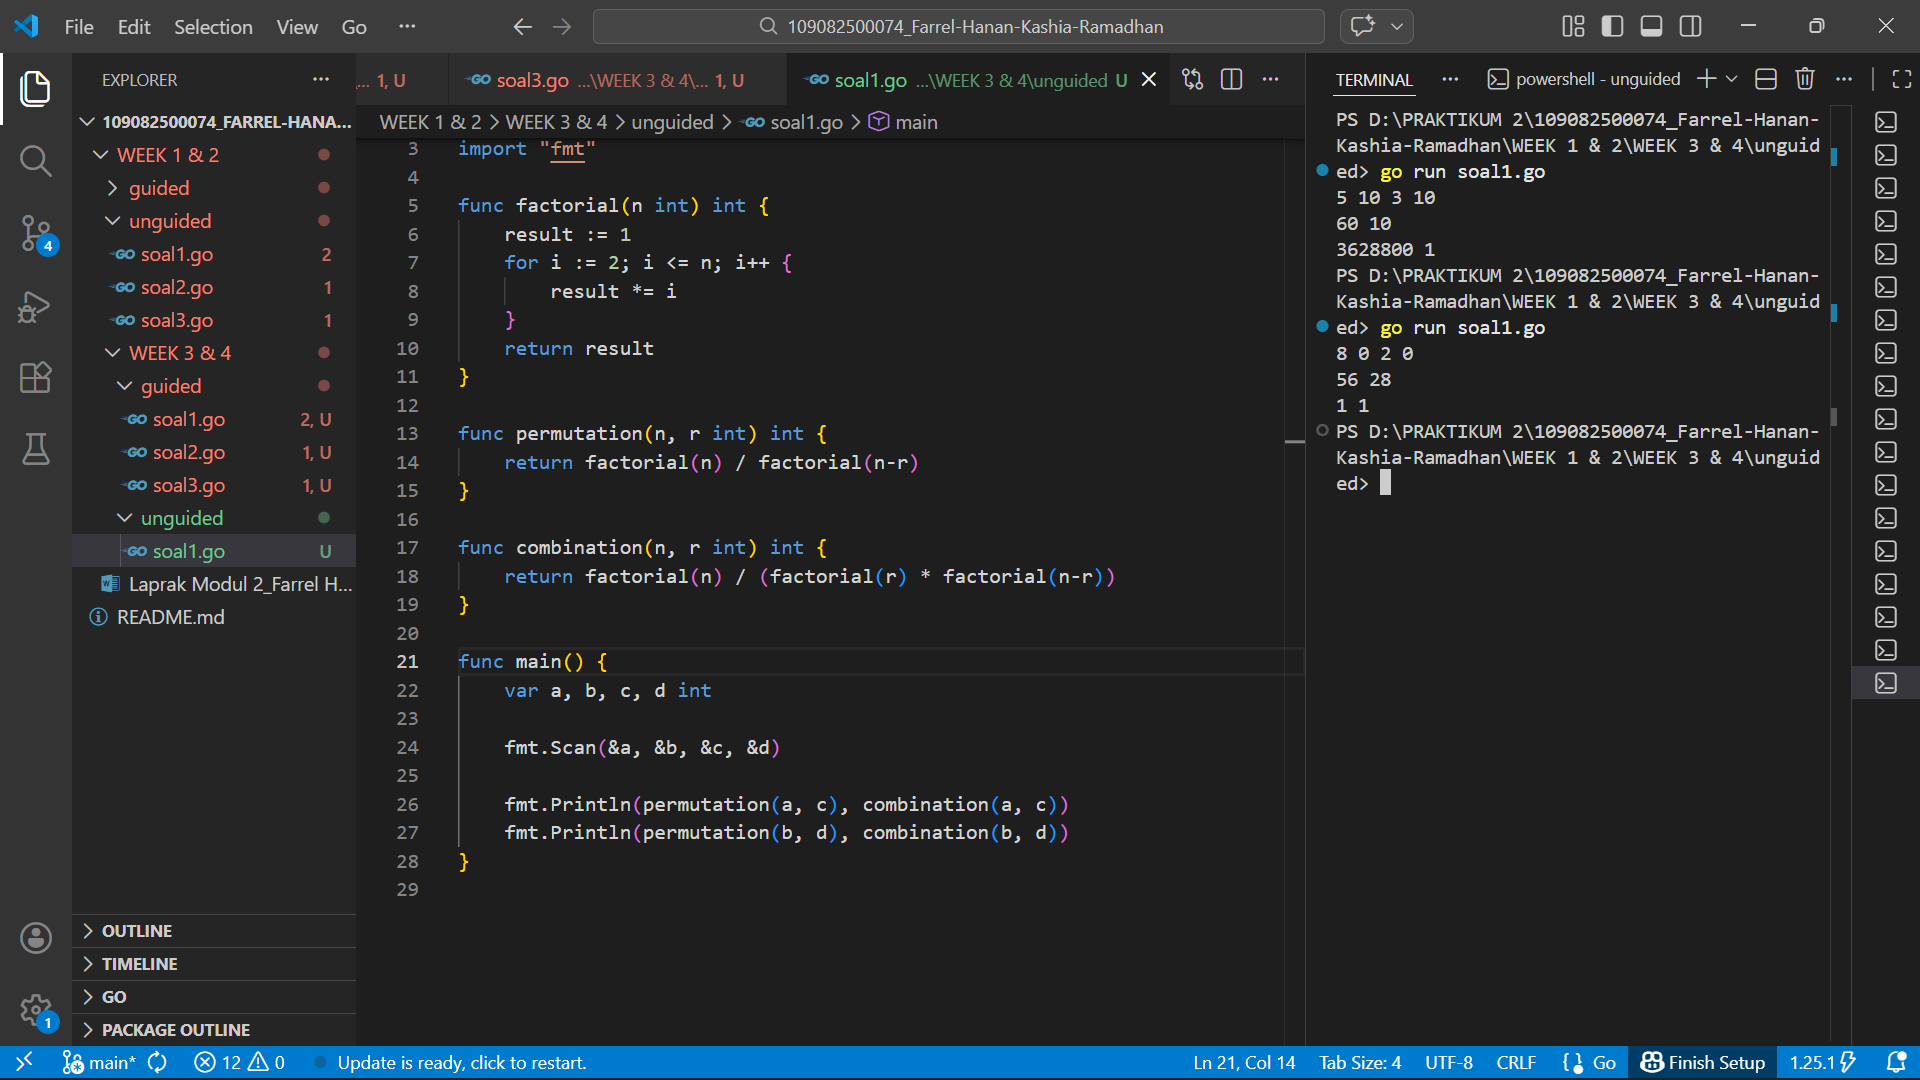 File Edit Selection View Go ···
109082500074_Farrel-Hanan-Kashia-Ramadhan
EXPLORER
109082500074_FARREL-HANA...
WEEK 1 & 2
guided
unguided
soal1.go 2
soal2.go 1
soal3.go 1
WEEK 3 & 4
guided
soal1.go 2, U
soal2.go 1, U
soal3.go 1, U
unguided
soal1.go U
Laprak Modul 2_Farrel H...
README.md
OUTLINE
TIMELINE
GO
PACKAGE OUTLINE
4
1
... 1, U
soal3.go ...\WEEK 3 & 4\... 1, U
soal1.go ...\WEEK 3 & 4\unguided U
WEEK 1 & 2 > WEEK 3 & 4 > unguided > soal1.go > main
3 import "fmt"
4
5 func factorial(n int) int {
6 result := 1
7 for i := 2; i <= n; i++ {
8 result *= i
9 }
10 return result
11 }
12
13 func permutation(n, r int) int {
14 return factorial(n) / factorial(n-r)
15 }
16
17 func combination(n, r int) int {
18 return factorial(n) / (factorial(r) * factorial(n-r))
19 }
20
21 func main() {
22 var a, b, c, d int
23
24 fmt.Scan(&a, &b, &c, &d)
25
26 fmt.Println(permutation(a, c), combination(a, c))
27 fmt.Println(permutation(b, d), combination(b, d))
28 }
29
TERMINAL
powershell - unguided
PS D:\PRAKTIKUM 2\109082500074_Farrel-Hanan-
Kashia-Ramadhan\WEEK 1 & 2\WEEK 3 & 4\unguid
ed> go run soal1.go
5 10 3 10
60 10
3628800 1
PS D:\PRAKTIKUM 2\109082500074_Farrel-Hanan-
Kashia-Ramadhan\WEEK 1 & 2\WEEK 3 & 4\unguid
ed> go run soal1.go
8 0 2 0
56 28
1 1
PS D:\PRAKTIKUM 2\109082500074_Farrel-Hanan-
Kashia-Ramadhan\WEEK 1 & 2\WEEK 3 & 4\unguid
ed>
main* 12 0 Update is ready, click to restart. Ln 21, Col 14 Tab Size: 4 UTF-8 CRLF {} Go Finish Setup 1.25.1